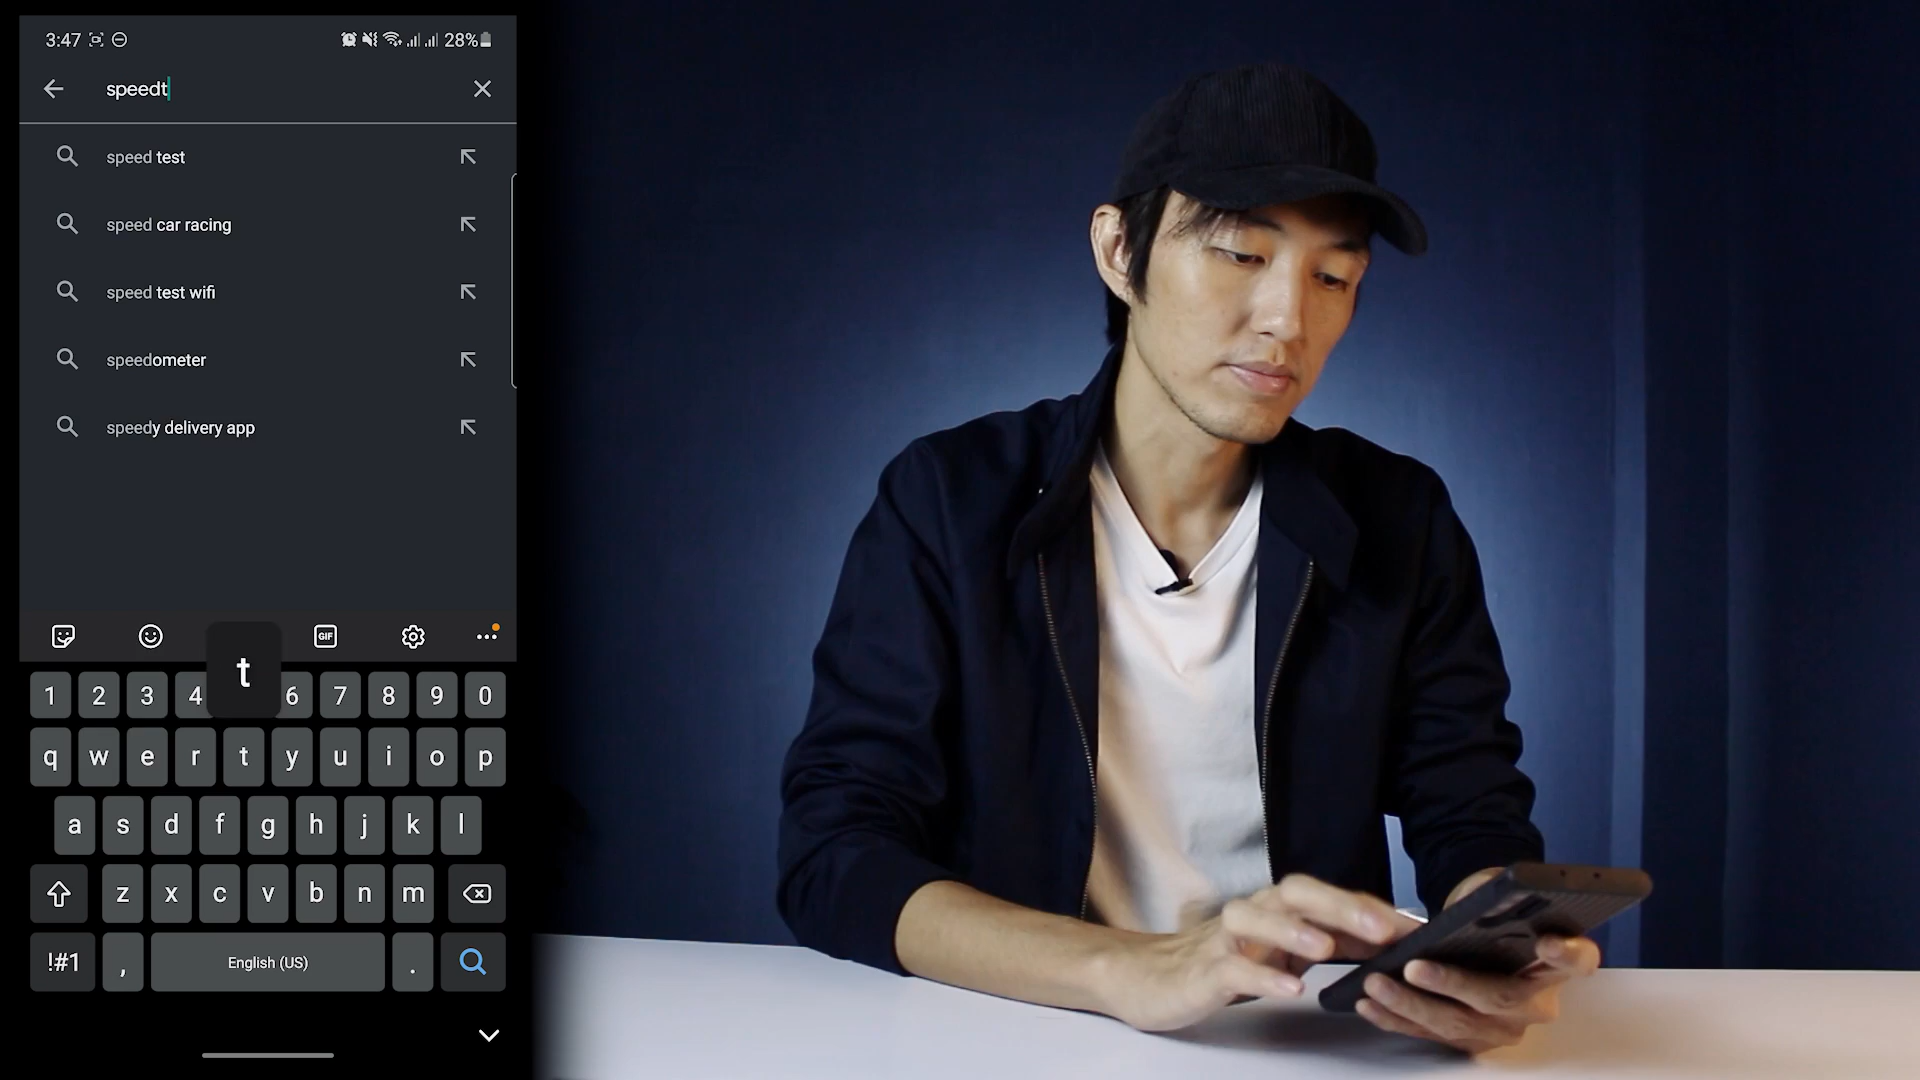 3:47 28%
speedt
speed test
speed car racing
speed test wifi
speedometer
speedy delivery app
GIF
t
1 2 3 4 6 7 8 9 0
q w e r t y u i o p
a s d f g h j k l
z x c v b n m
!#1 , English (US) .